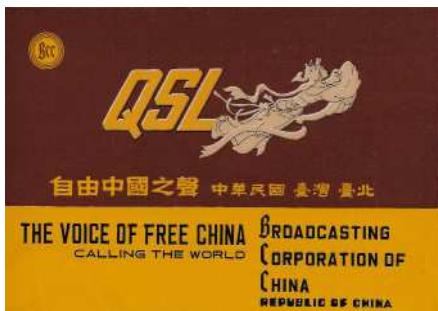 Bcc
QSL
自由中國之聲 中華民國 臺灣 臺北
THE VOICE OF FREE CHINA
CALLING THE WORLD
BROADCASTING
CORPORATION OF
CHINA
REPUBLIC OF CHINA